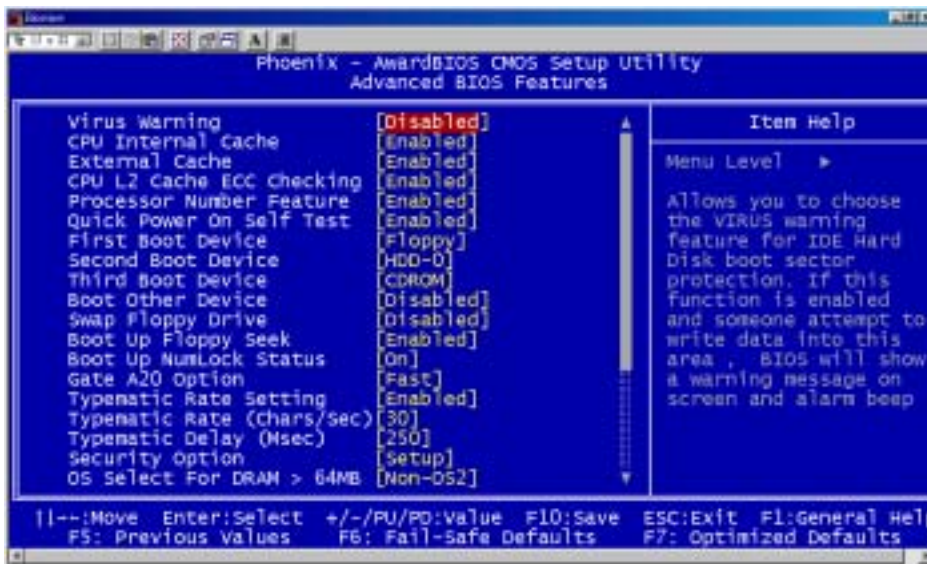 Phoenix - AwardBIOS CMOS Setup Utility
Advanced BIOS Features
Virus Warning [Disabled]
CPU Internal Cache [Enabled]
External Cache [Enabled]
CPU L2 Cache ECC Checking [Enabled]
Processor Number Feature [Enabled]
Quick Power On Self Test [Enabled]
First Boot Device [Floppy]
Second Boot Device [HDD-0]
Third Boot Device [CDROM]
Boot Other Device [Disabled]
Swap Floppy Drive [Disabled]
Boot Up Floppy Seek [Enabled]
Boot Up NumLock Status [On]
Gate A20 Option [Fast]
Typematic Rate Setting [Enabled]
Typematic Rate (Chars/Sec)[30]
Typematic Delay (Msec) [250]
Security Option [Setup]
OS Select For DRAM > 64MB [Non-OS2]
Item Help
Menu Level ►
Allows you to choose
the VIRUS warning
feature for IDE Hard
Disk boot sector
protection. If this
function is enabled
and someone attempt to
write data into this
area , BIOS will show
a warning message on
screen and alarm beep
↑↓→←:Move Enter:Select +/-/PU/PD:Value F10:Save ESC:Exit F1:General Help
F5: Previous Values F6: Fail-Safe Defaults F7: Optimized Defaults